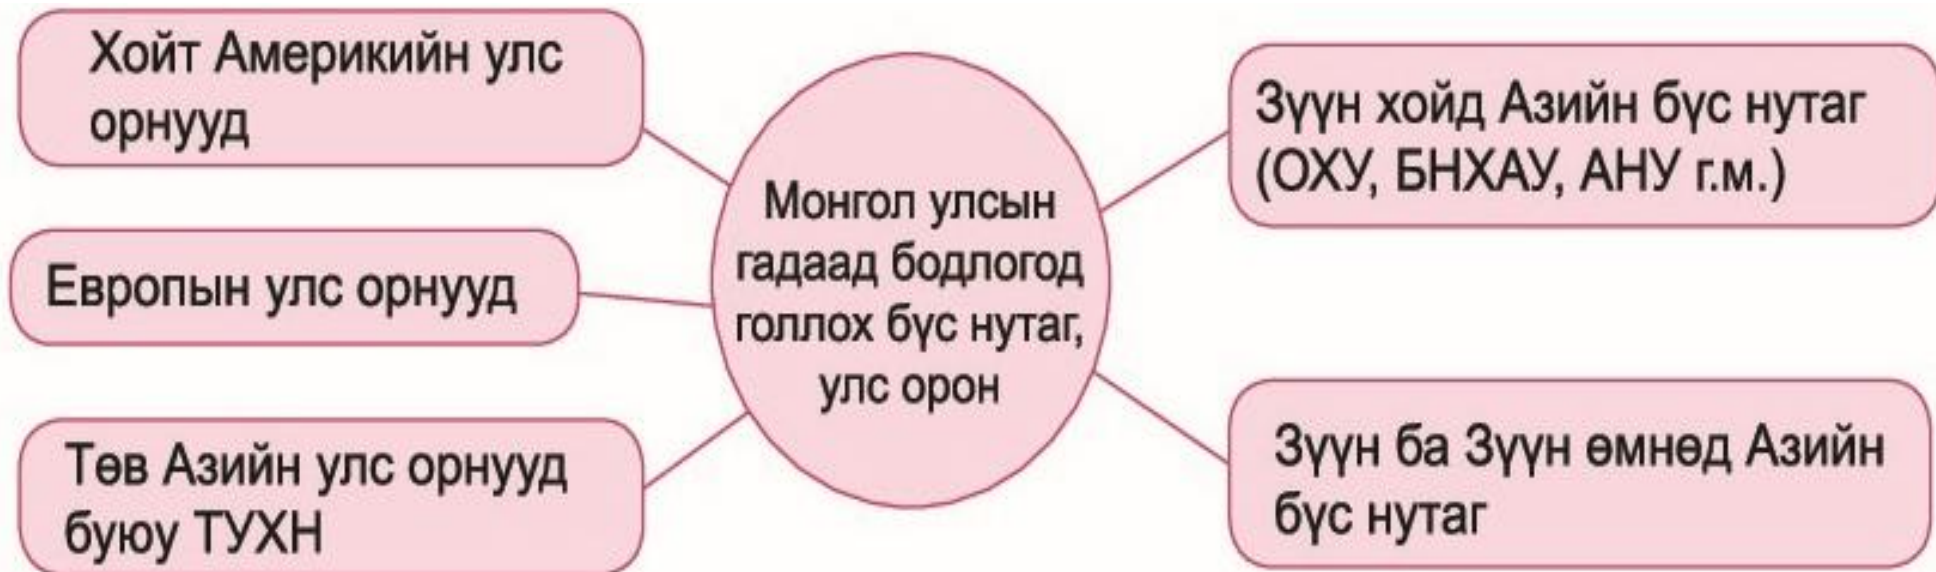 Хойт Америкийн улс
орнууд
Европын улс орнууд
Төв Азийн улс орнууд
буюу ТУХН
Монгол улсын
гадаад бодлогод
голлох бүс нутаг,
улс орон
Зүүн хойд Азийн бүс нутаг
(ОХУ, БНХАУ, АНУ г.м.)
Зүүн ба Зүүн өмнөд Азийн
бүс нутаг